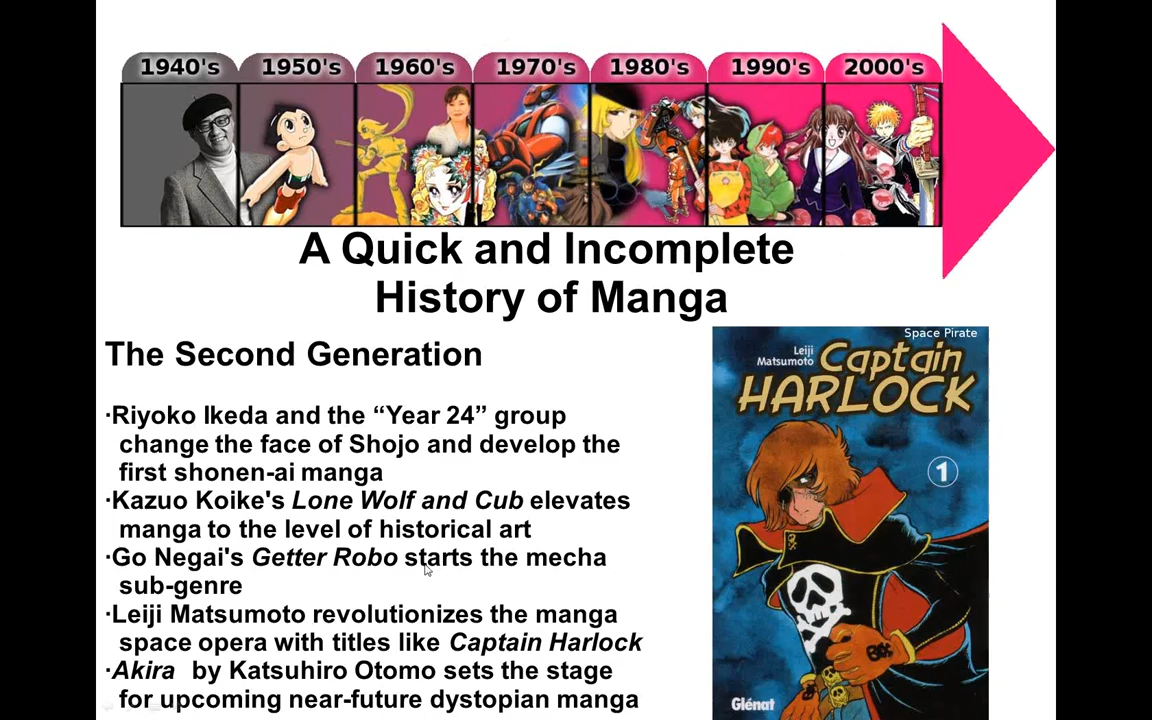 1940's 1950's 1960's 1970's 1980's 1990's 2000's
A Quick and Incomplete
History of Manga
The Second Generation
·Riyoko Ikeda and the “Year 24” group
change the face of Shojo and develop the
first shonen-ai manga
·Kazuo Koike's Lone Wolf and Cub elevates
manga to the level of historical art
·Go Negai's Getter Robo starts the mecha
sub-genre
·Leiji Matsumoto revolutionizes the manga
space opera with titles like Captain Harlock
·Akira by Katsuhiro Otomo sets the stage
for upcoming near-future dystopian manga
Space Pirate
Leiji
Matsumoto
Captain
HARLOCK
1
Glénat